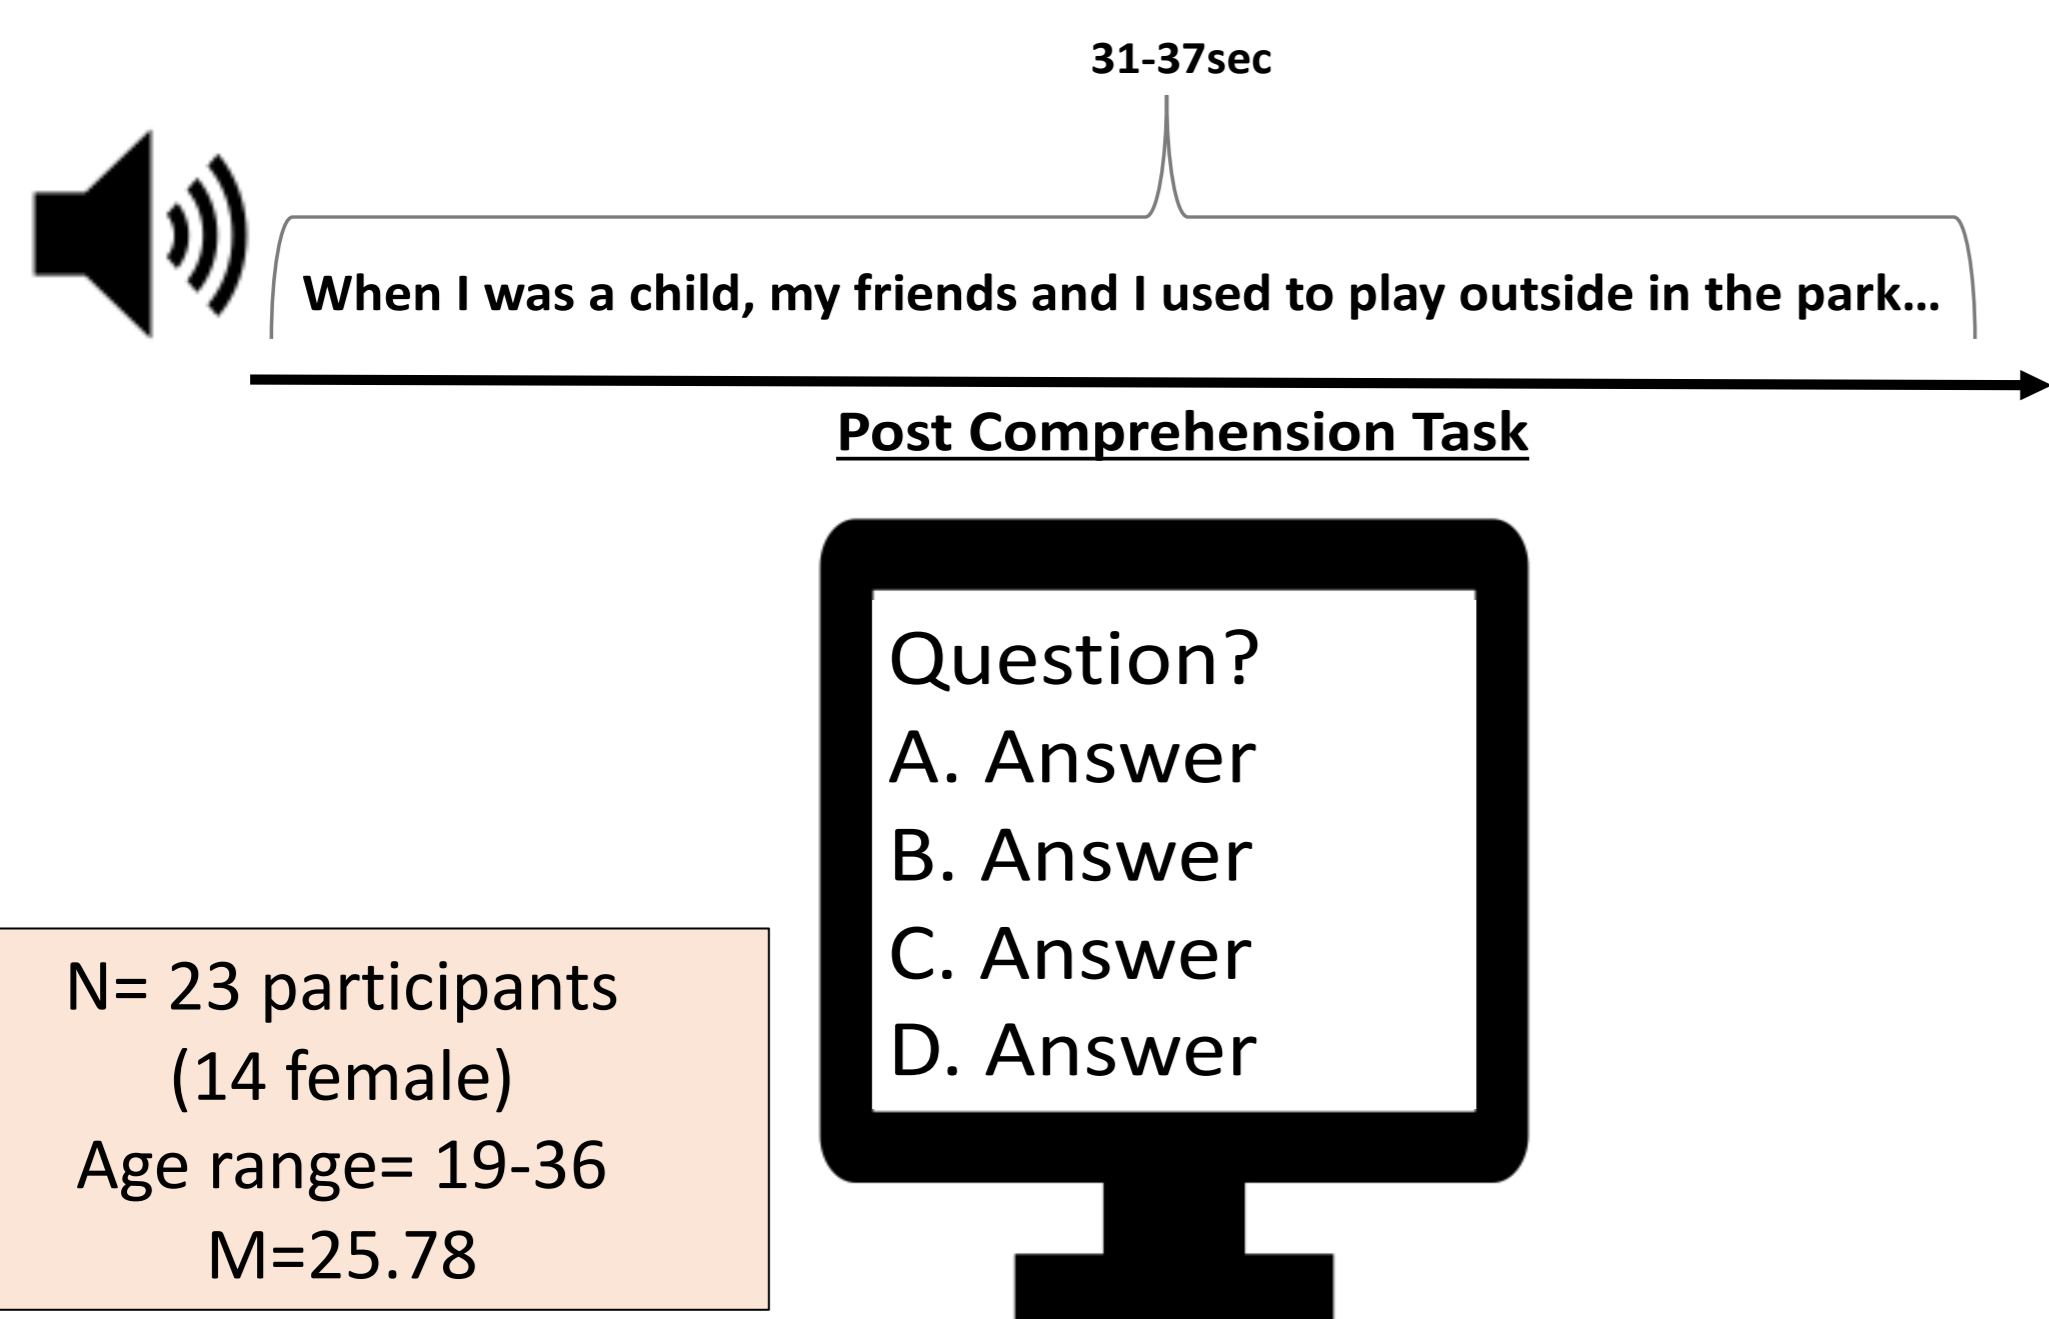 31-37sec
When I was a child, my friends and I used to play outside in the park...
Post Comprehension Task
Question?
A. Answer
B. Answer
C. Answer
D. Answer
N= 23 participants
(14 female)
Age range= 19-36
M=25.78